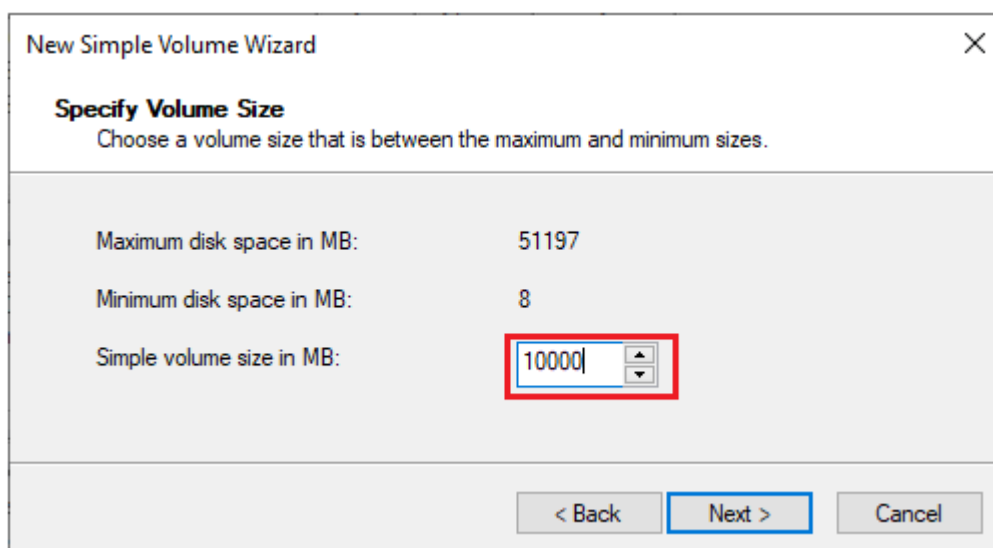 New Simple Volume Wizard
Specify Volume Size
Choose a volume size that is between the maximum and minimum sizes.
Maximum disk space in MB: 51197
Minimum disk space in MB: 8
Simple volume size in MB: 10000
< Back Next > Cancel